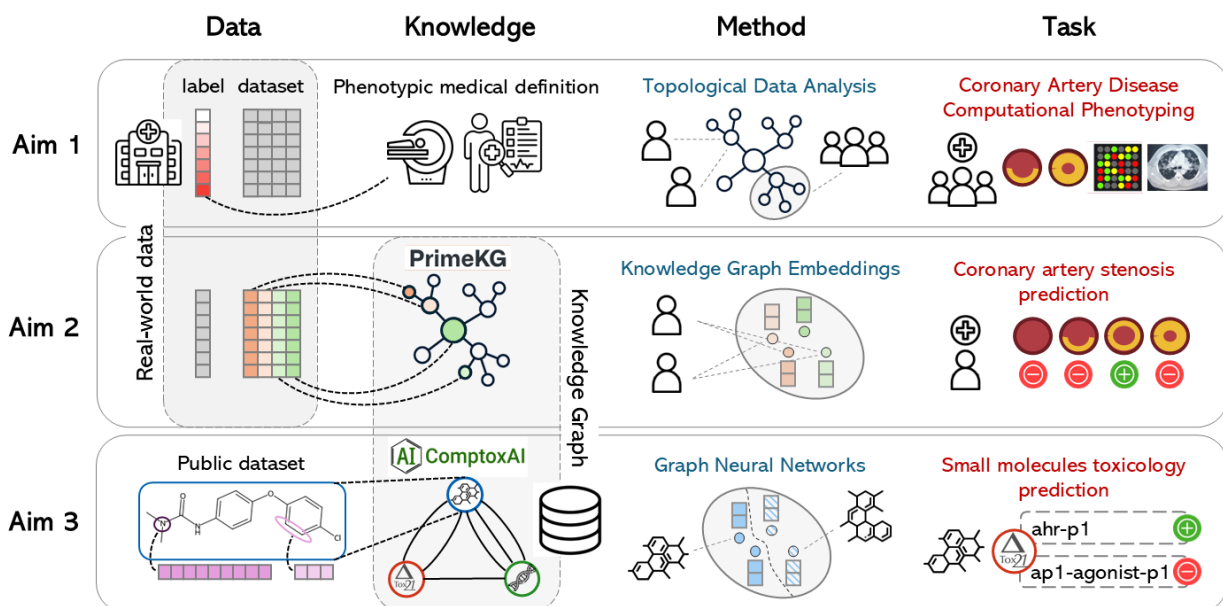 Data
Knowledge
Method
Task
Aim 1
label
dataset
Phenotypic medical definition
Topological Data Analysis
Coronary Artery Disease
Computational Phenotyping
Real-world data
Aim 2
PrimeKG
Knowledge Graph
Knowledge Graph Embeddings
Coronary artery stenosis
prediction
Aim 3
Public dataset
O
N
N
H
O
Cl
AI ComptoxAI
Tox21
Graph Neural Networks
Small molecules toxicology
prediction
Tox21
ahr-p1
ap1-agonist-p1